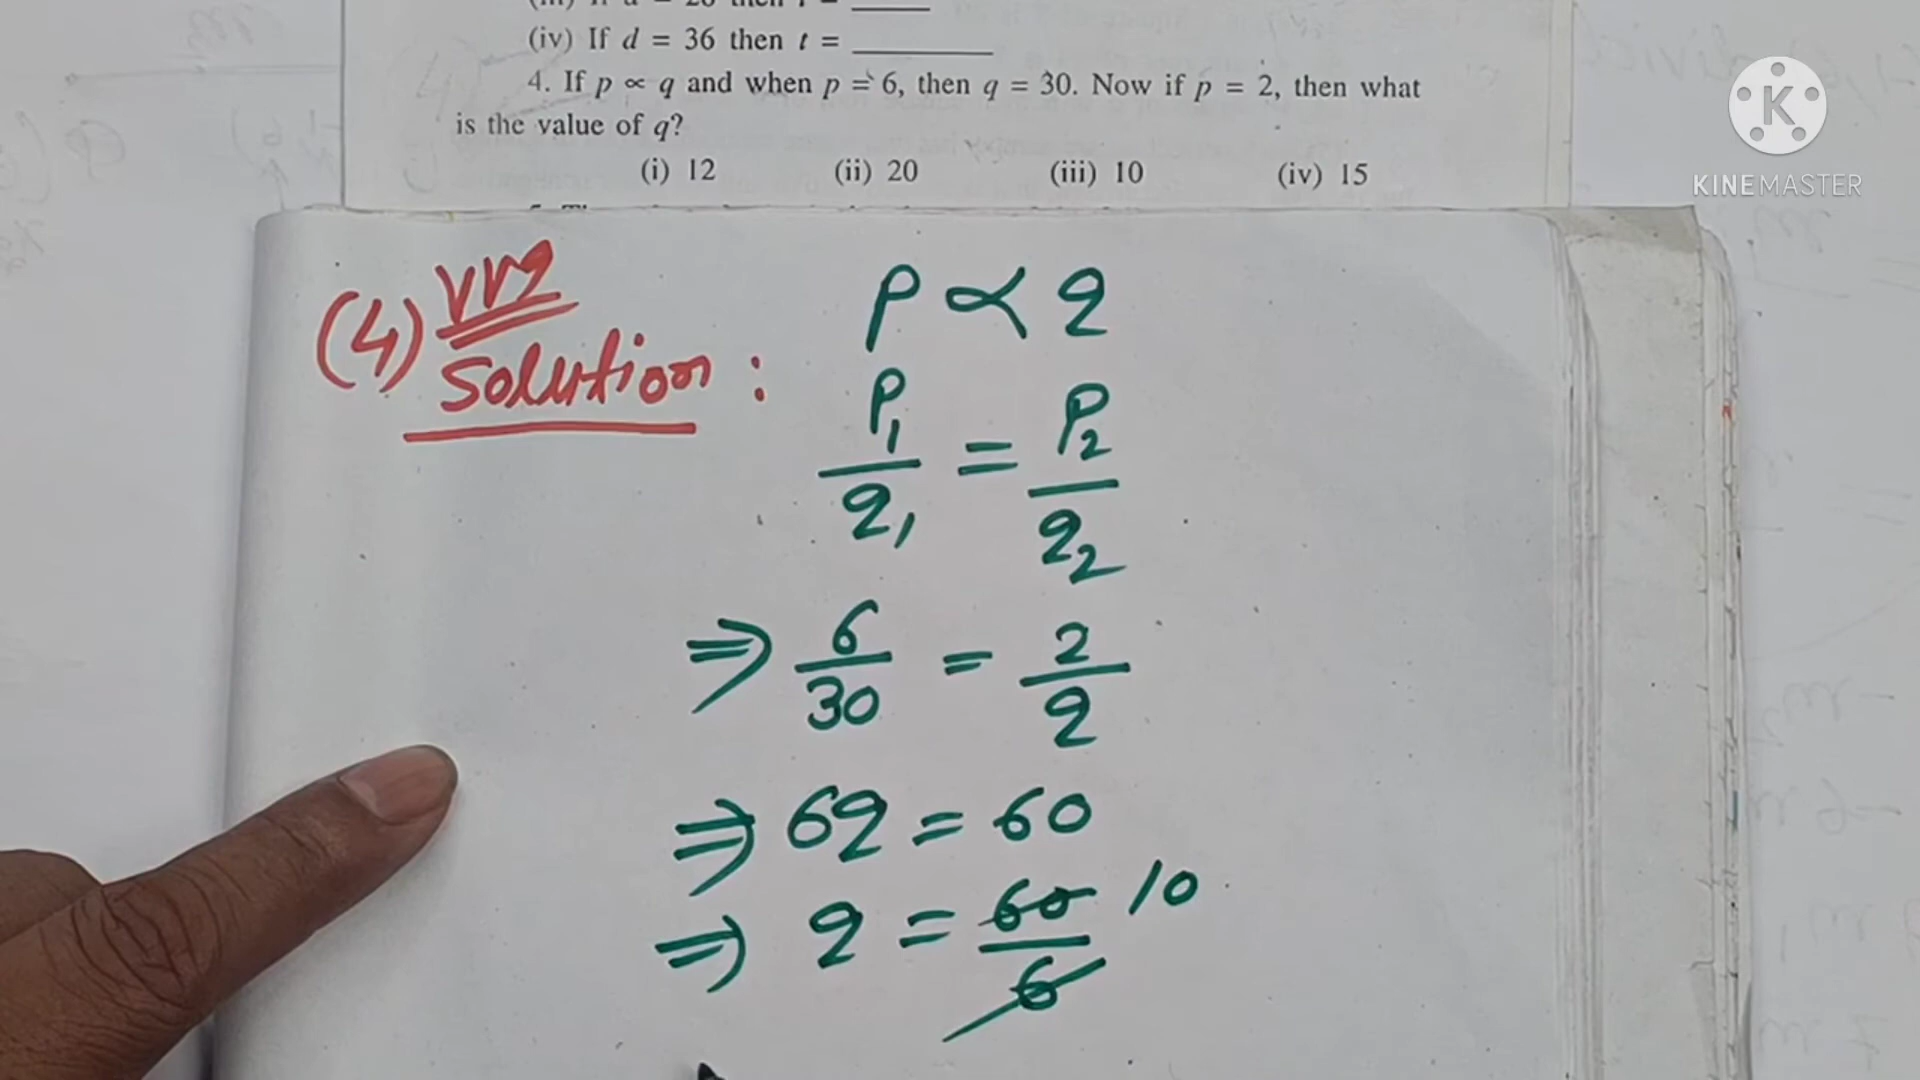 (iv) If d = 36 then t = ______
4. If p ∝ q and when p = 6, then q = 30. Now if p = 2, then what
is the value of q?
(i) 12 (ii) 20 (iii) 10 (iv) 15
K
KINEMASTER
(4) VVQ
Solution :
P ∝ q
P₁/q₁ = P₂/q₂
⇒ 6/30 = 2/q
⇒ 6q = 60
⇒ q = 60/6 10